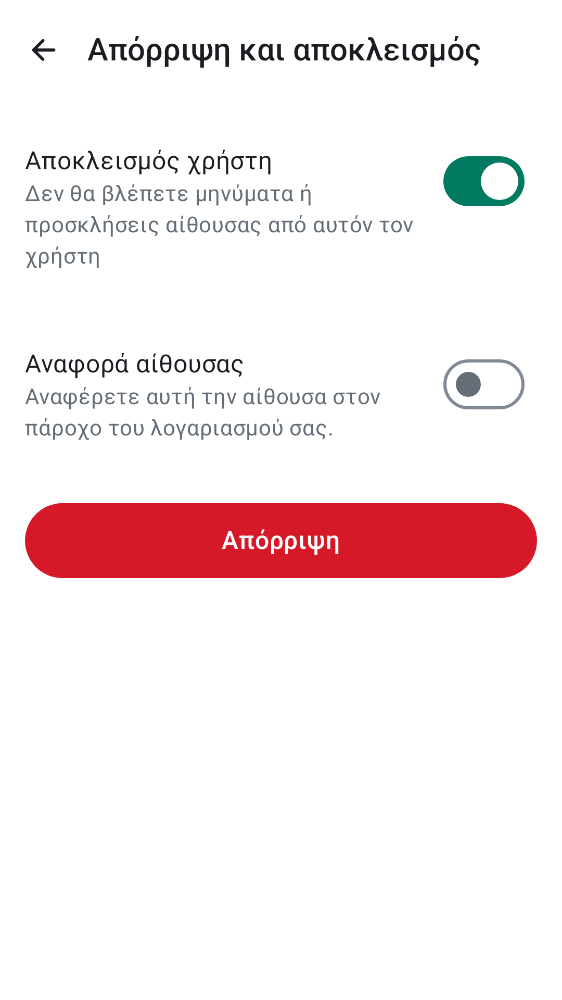 Απόρριψη και αποκλεισμός
Αποκλεισμός χρήστη
Δεν θα βλέπετε μηνύματα ή
προσκλήσεις αίθουσας από αυτόν τον
χρήστη
Αναφορά αίθουσας
Αναφέρετε αυτή την αίθουσα στον
πάροχο του λογαριασμού σας.
Απόρριψη